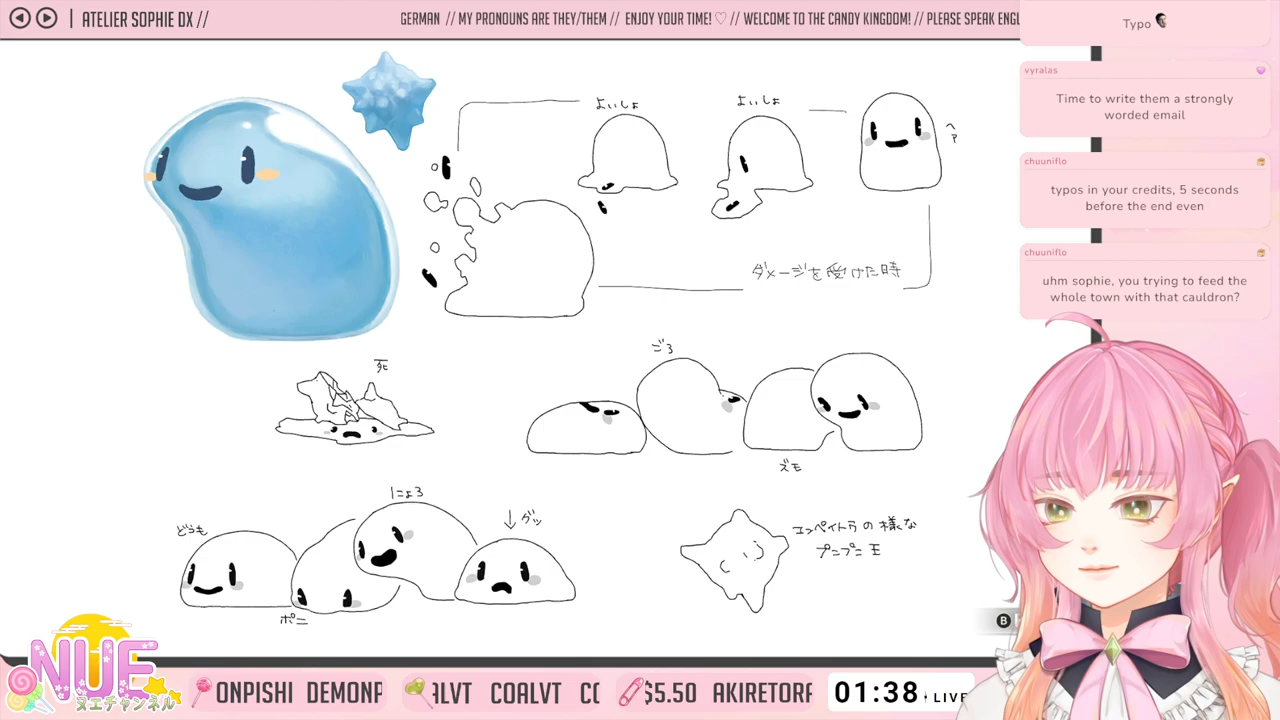 ATELIER SOPHIE DX //
GERMAN // MY PRONOUNS ARE THEY/THEM // ENJOY YOUR TIME! ♡ // WELCOME TO THE CANDY KINGDOM! // PLEASE SPEAK ENGL
Typo
vyralas
Time to write them a strongly
worded email
chuuniflo
typos in your credits, 5 seconds
before the end even
chuuniflo
uhm sophie, you trying to feed the
whole town with that cauldron?
よいしょ
よいしょ
ダメージを受けた時
死
ごろ
ズモ
にょろ
どうも
グッ
ポニ
コンペイトウの様な
プニプニ王
B
NUE
ヌエチャンネル
ONPISHI DEMONP
ALVT COALVT CO
$5.50 AKIRETORA
01:38 LIVE